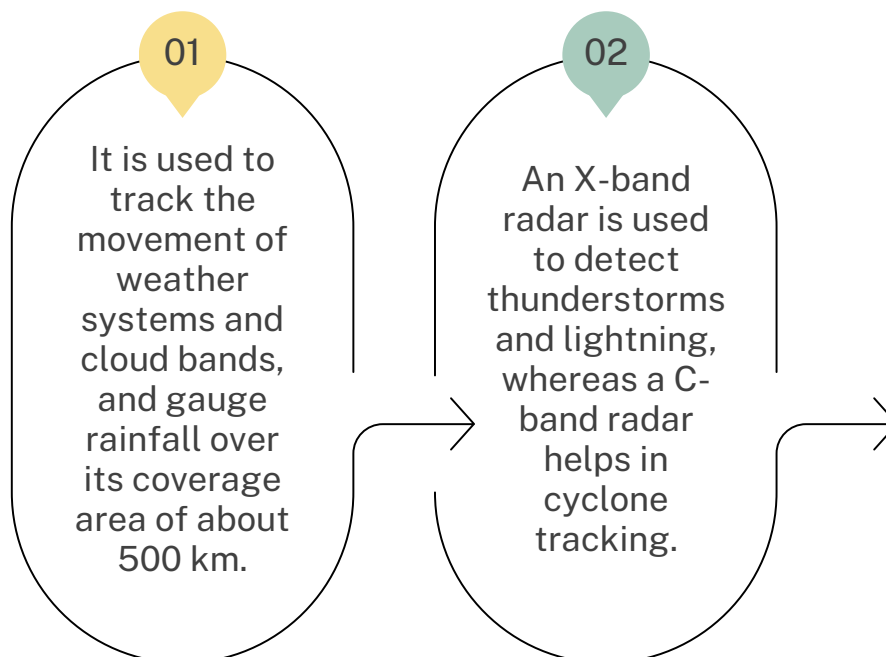 01
It is used to
track the
movement of
weather
systems and
cloud bands,
and gauge
rainfall over
its coverage
area of about
500 km.
02
An X-band
radar is used
to detect
thunderstorms
and lightning,
whereas a C-
band radar
helps in
cyclone
tracking.